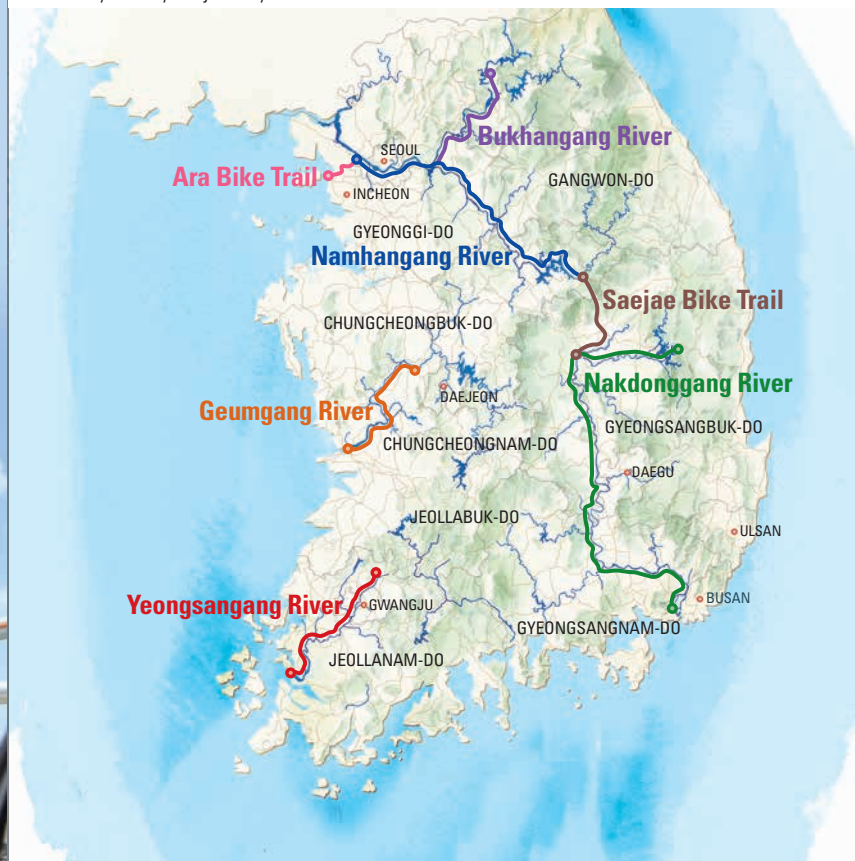 Bukhangang River
SEOUL
Ara Bike Trail
INCHEON
GANGWON-DO
GYEONGGI-DO
Namhangang River
Saejae Bike Trail
CHUNGCHEONGBUK-DO
Nakdonggang River
DAEJEON
Geumgang River
GYEONGSANGBUK-DO
CHUNGCHEONGNAM-DO
DAEGU
JEOLLABUK-DO
ULSAN
Yeongsangang River
GWANGJU
BUSAN
GYEONGSANGNAM-DO
JEOLLANAM-DO